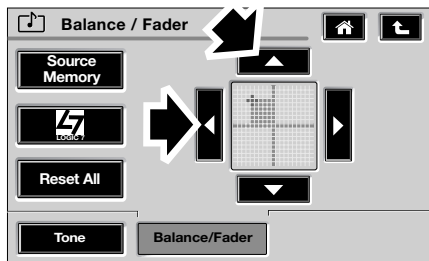 Balance / Fader
Source
Memory
LOGIC 7
Reset All
Tone
Balance/Fader